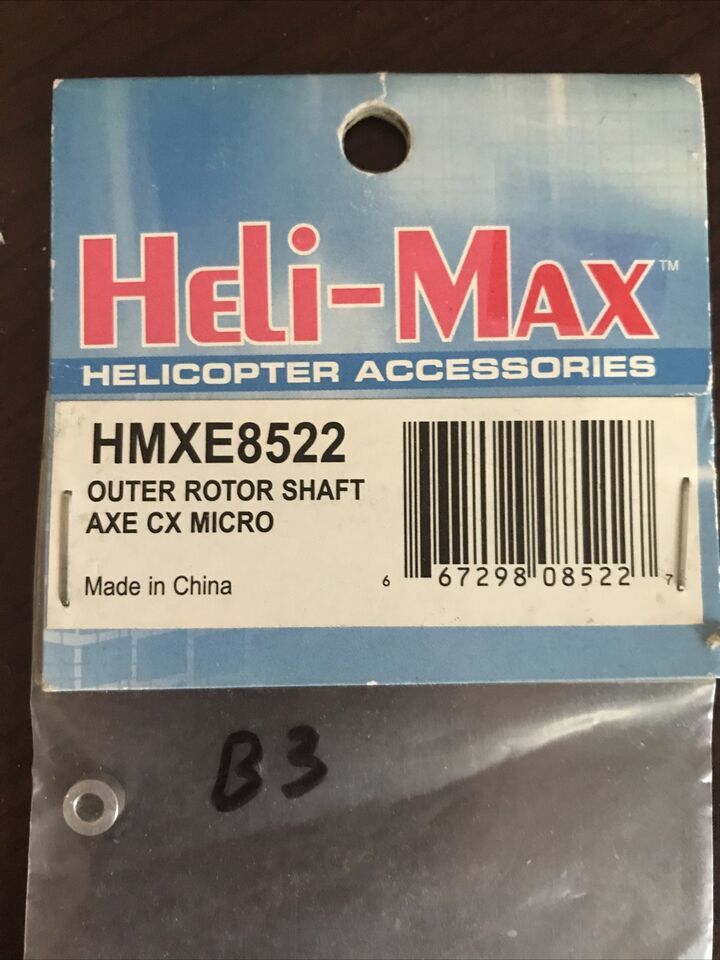 Heli-Max™
HELICOPTER ACCESSORIES
HMXE8522
OUTER ROTOR SHAFT
AXE CX MICRO
Made in China
6 67298 08522 7
B3